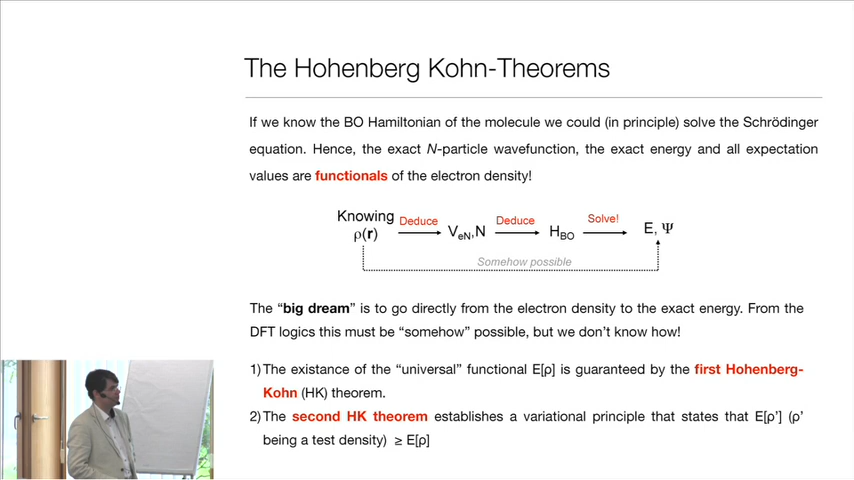 The Hohenberg Kohn-Theorems
If we know the BO Hamiltonian of the molecule we could (in principle) solve the Schrödinger
equation. Hence, the exact N-particle wavefunction, the exact energy and all expectation
values are functionals of the electron density!
Knowing
ρ(r)
Deduce
VeN,N
Deduce
HBO
Solve!
E, Ψ
Somehow possible
The “big dream” is to go directly from the electron density to the exact energy. From the
DFT logics this must be “somehow” possible, but we don’t know how!
1) The existance of the “universal” functional E[ρ] is guaranteed by the first Hohenberg-
Kohn (HK) theorem.
2) The second HK theorem establishes a variational principle that states that E[ρ’] (ρ’
being a test density) ≥ E[ρ]